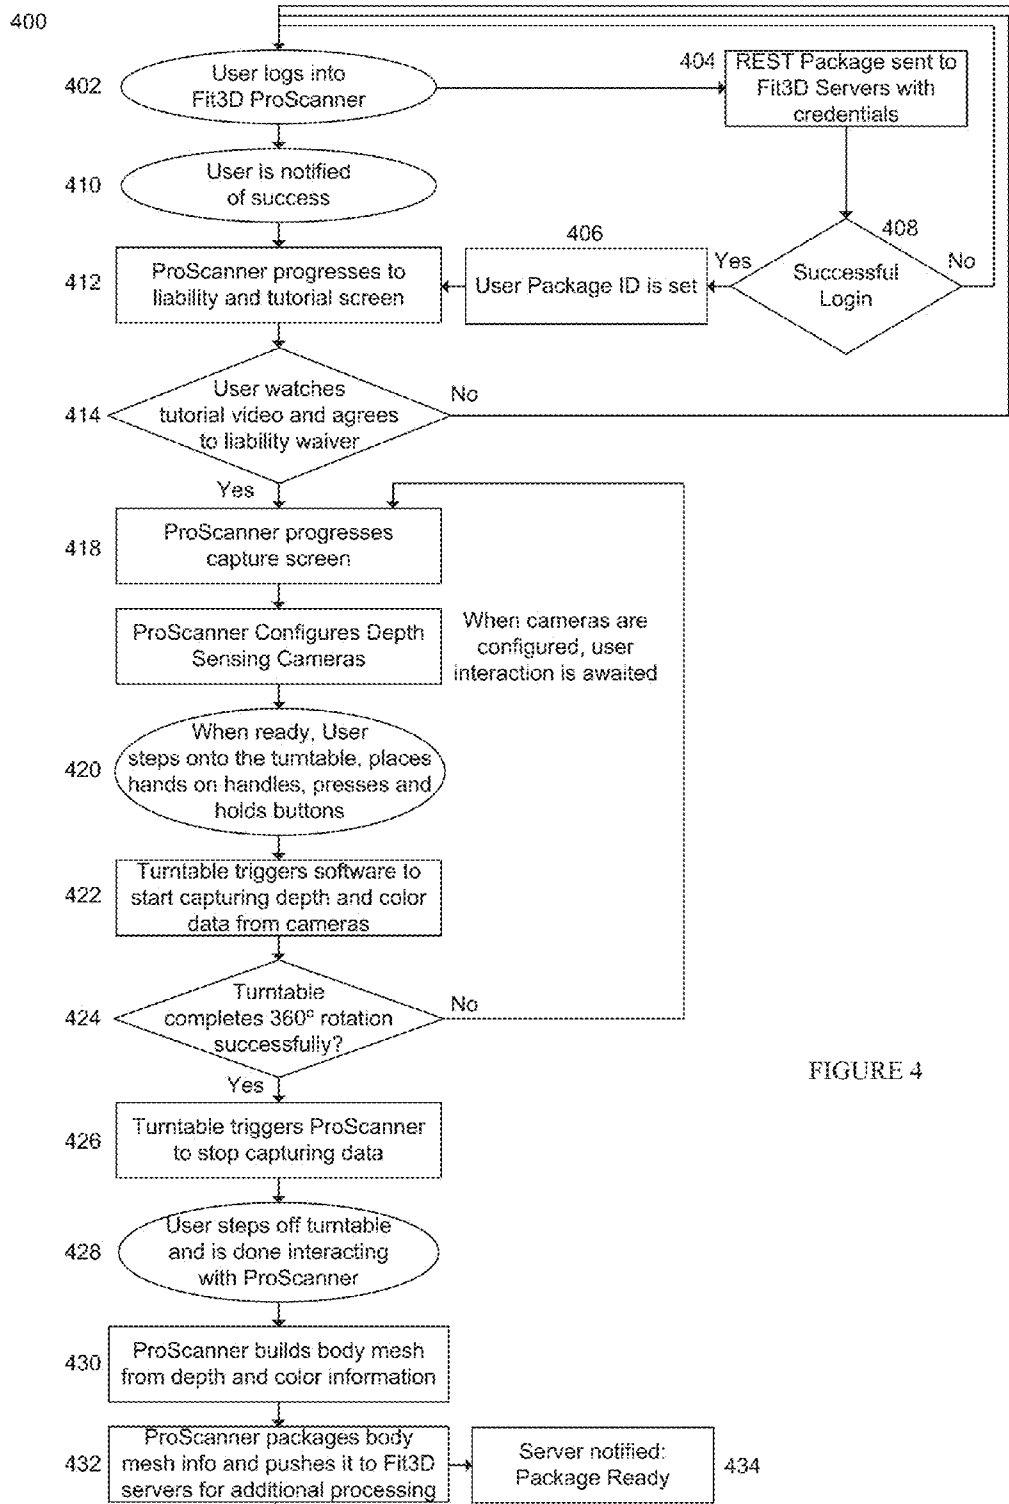 400
402
User logs into
Fit3D ProScanner
404
REST Package sent to
Fit3D Servers with
credentials
410
User is notified
of success
412
ProScanner progresses to
liability and tutorial screen
406
User Package ID is set
Yes
408
Successful
Login
No
414
User watches
tutorial video and agrees
to liability waiver
No
Yes
418
ProScanner progresses
capture screen
ProScanner Configures Depth
Sensing Cameras
When cameras are
configured, user
interaction is awaited
420
When ready, User
steps onto the turntable, places
hands on handles, presses and
holds buttons
422
Turntable triggers software to
start capturing depth and color
data from cameras
424
Turntable
completes 360º rotation
successfully?
No
Yes
FIGURE 4
426
Turntable triggers ProScanner
to stop capturing data
428
User steps off turntable
and is done interacting
with ProScanner
430
ProScanner builds body mesh
from depth and color information
432
ProScanner packages body
mesh info and pushes it to Fit3D
servers for additional processing
Server notified:
Package Ready
434